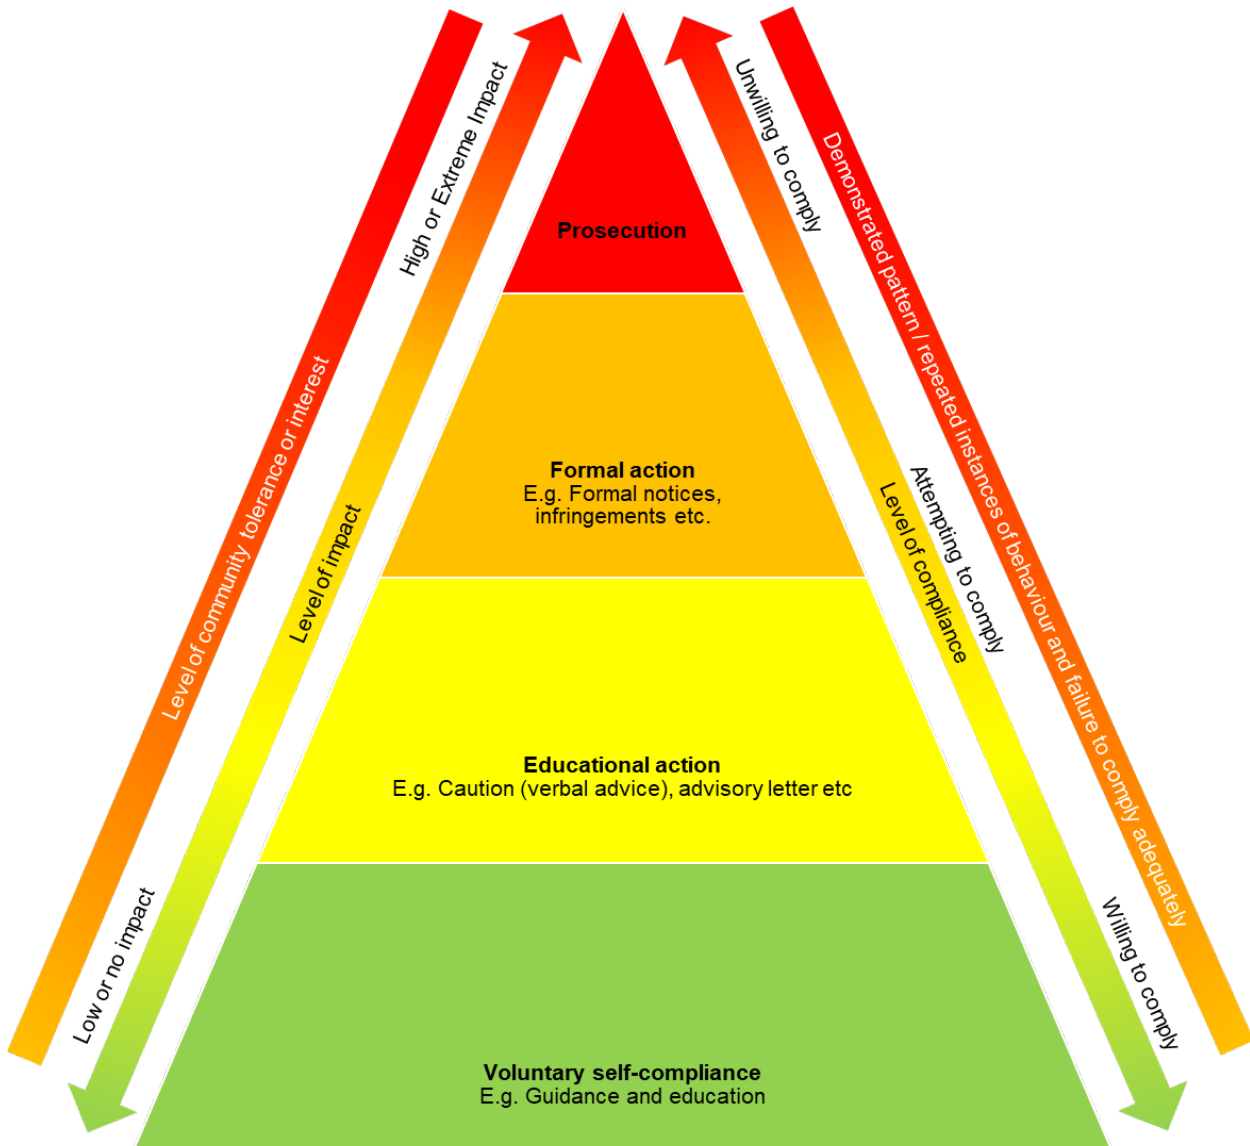 Prosecution
Formal action
E.g. Formal notices,
infringements etc.
Educational action
E.g. Caution (verbal advice), advisory letter etc
Voluntary self-compliance
E.g. Guidance and education
Level of community tolerance or interest
High or Extreme Impact
Level of impact
Low or no impact
Unwilling to comply
Attempting to comply
Level of compliance
Willing to comply
Demonstrated pattern / repeated instances of behaviour and failure to comply adequately